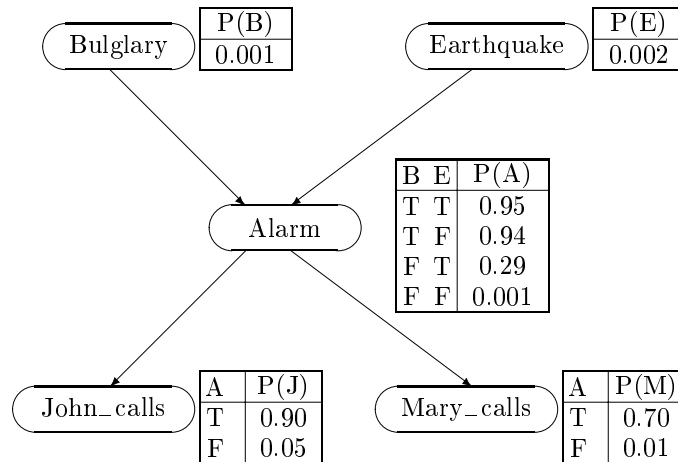 Bulglary
P(B)
0.001
Earthquake
P(E)
0.002
Alarm
B E P(A)
T T 0.95
T F 0.94
F T 0.29
F F 0.001
John_calls
A P(J)
T 0.90
F 0.05
Mary_calls
A P(M)
T 0.70
F 0.01